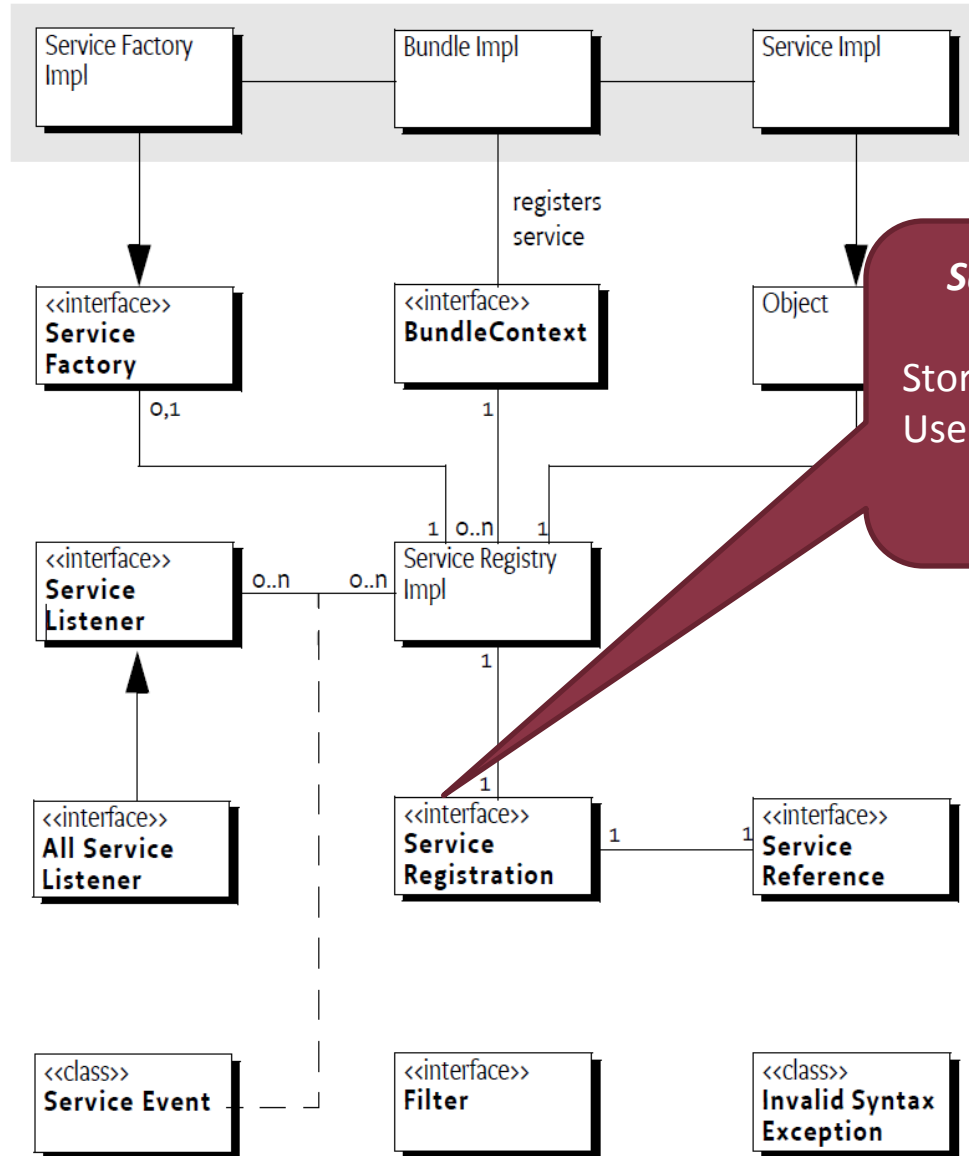 Service Factory
Impl
Bundle Impl
Service Impl
registers
service
<<interface>>
Service
Factory
<<interface>>
BundleContext
Object
0,1
1
1
0..n
1
<<interface>>
Service
Listener
0..n
0..n
Service Registry
Impl
1
1
<<interface>>
All Service
Listener
<<interface>>
Service
Registration
1
1
<<interface>>
Service
Reference
<<class>>
Service Event
<<interface>>
Filter
<<class>>
Invalid Syntax
Exception